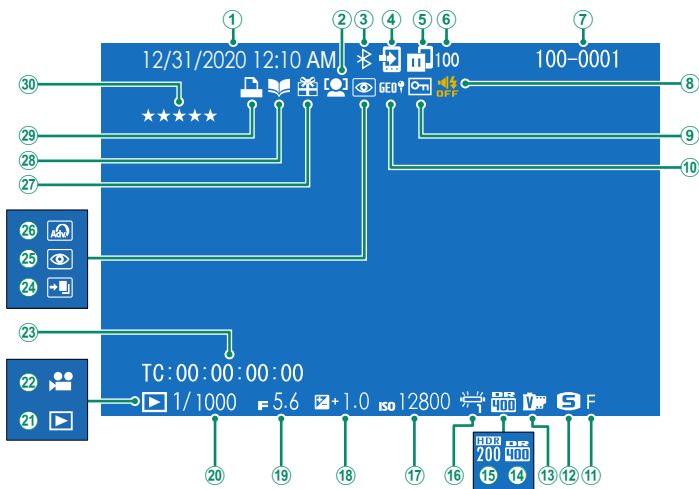 1 2 3 4 5 6 7
12/31/2020 12:10 AM 100 100-0001
30 GEO OFF 8
★★★★★
29 9
28 10
27
26 Adv.
25
24
23
TC:00:00:00:00
22 1/1000 F5.6 +1.0 ISO 12800 DR 400 V S F
21 HDR 200 DR 400
20 19 18 17 16 15 14 13 12 11